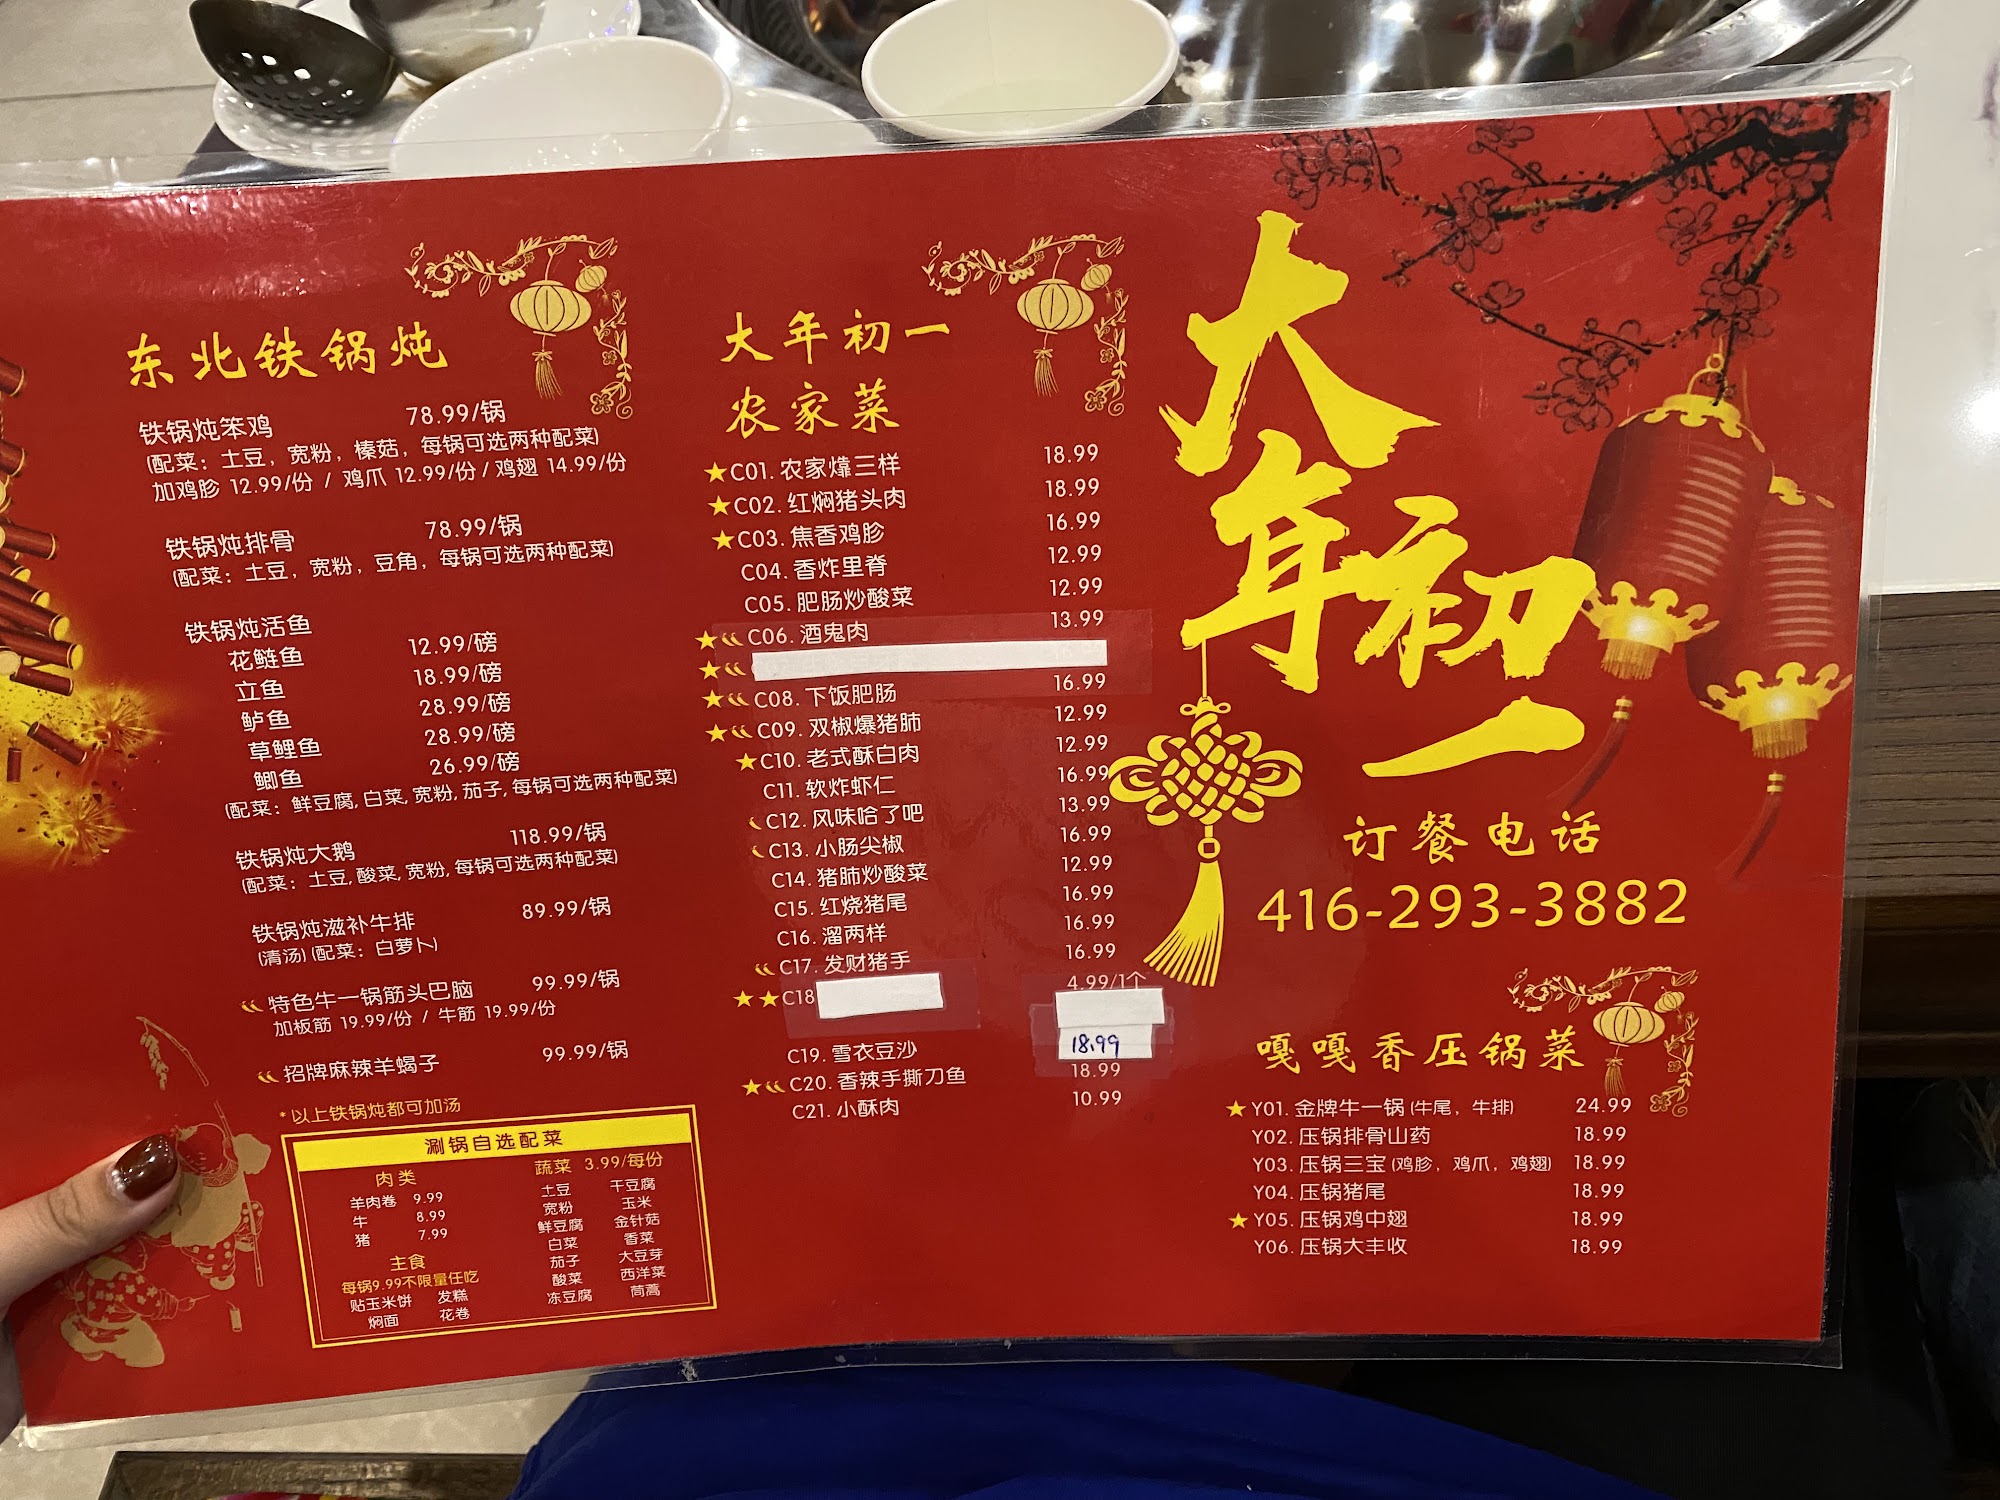 东北铁锅炖
铁锅炖笨鸡 78.99/锅
(配菜：土豆，宽粉，榛菇，每锅可选两种配菜)
加鸡胗 12.99/份 / 鸡爪 12.99/份 / 鸡翅 14.99/份
铁锅炖排骨 78.99/锅
(配菜：土豆，宽粉，豆角，每锅可选两种配菜)
铁锅炖活鱼
花鲢鱼 12.99/磅
立鱼 18.99/磅
鲈鱼 28.99/磅
草鲤鱼 28.99/磅
鲫鱼 26.99/磅
(配菜：鲜豆腐,白菜,宽粉,茄子,每锅可选两种配菜)
铁锅炖大鹅 118.99/锅
(配菜：土豆,酸菜,宽粉,每锅可选两种配菜)
铁锅炖滋补牛排 89.99/锅
(清汤)(配菜：白萝卜)
特色牛一锅筋头巴脑 99.99/锅
加板筋 19.99/份 / 牛筋 19.99/份
招牌麻辣羊蝎子 99.99/锅
*以上铁锅炖都可加汤
涮锅自选配菜
肉类
羊肉卷 9.99
牛 8.99
猪 7.99
主食
每锅9.99不限量任吃
贴玉米饼 发糕
焖面 花卷
蔬菜 3.99/每份
土豆 干豆腐
宽粉 玉米
鲜豆腐 金针菇
白菜 香菜
茄子 大豆芽
酸菜 西洋菜
冻豆腐 茼蒿
大年初一
农家菜
★C01. 农家㸆三样 18.99
★C02. 红焖猪头肉 18.99
★C03. 焦香鸡胗 16.99
C04. 香炸里脊 12.99
C05. 肥肠炒酸菜 12.99
★C06. 酒鬼肉 13.99
★
★C08. 下饭肥肠 16.99
★C09. 双椒爆猪肺 12.99
★C10. 老式酥白肉 12.99
C11. 软炸虾仁 16.99
C12. 风味哈了吧 13.99
C13. 小肠尖椒 16.99
C14. 猪肺炒酸菜 12.99
C15. 红烧猪尾 16.99
C16. 溜两样 16.99
C17. 发财猪手 16.99
★★C18 4.99/1个
C19. 雪衣豆沙 18.99
★C20. 香辣手撕刀鱼 18.99
C21. 小酥肉 10.99
大年初一
订餐电话
416-293-3882
嘎嘎香压锅菜
★Y01. 金牌牛一锅(牛尾，牛排) 24.99
Y02. 压锅排骨山药 18.99
Y03. 压锅三宝(鸡胗，鸡爪，鸡翅) 18.99
Y04. 压锅猪尾 18.99
★Y05. 压锅鸡中翅 18.99
Y06. 压锅大丰收 18.99